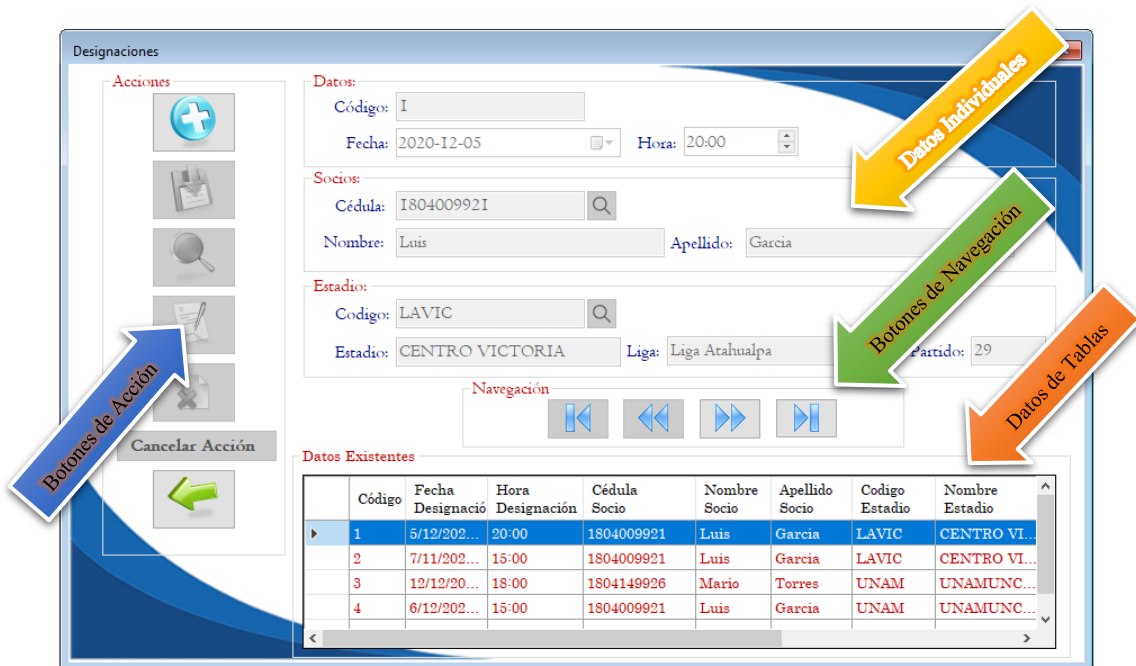 Designaciones
Acciones
Cancelar Acción
Datos:
Código: I
Fecha: 2020-I2-05 Hora: 20:00
Socios:
Cédula: I80400992I
Nombre: Luis Apellido: Garcia
Estadio:
Codigo: LAVIC
Estadio: CENTRO VICTORIA Liga: Liga Atahualpa Partido: 29
Navegación
Datos Existentes
Código Fecha Designació Hora Designación Cédula Socio Nombre Socio Apellido Socio Codigo Estadio Nombre Estadio
1 5/12/202... 20:00 1804009921 Luis Garcia LAVIC CENTRO VI...
2 7/11/202... 15:00 1804009921 Luis Garcia LAVIC CENTRO VI...
3 12/12/20... 18:00 1804149926 Mario Torres UNAM UNAMUNC...
4 6/12/202... 15:00 1804009921 Luis Garcia UNAM UNAMUNC...
Datos Individuales
Botones de Navegación
Datos de Tablas
Botones de Acción